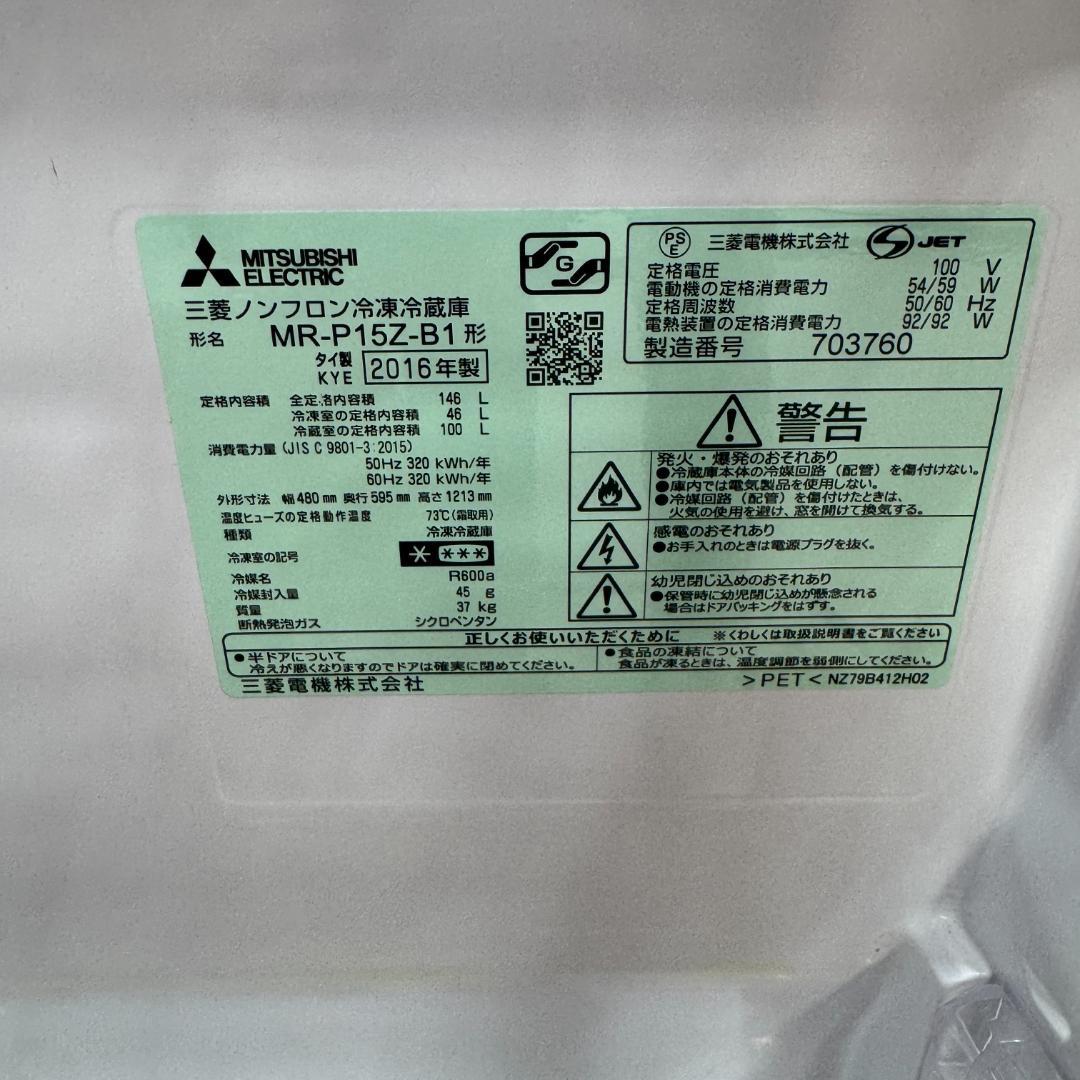 MITSUBISHI
ELECTRIC
三菱ノンフロン冷凍冷蔵庫
形名 MR-P15Z-B1形
タイ製
KYE 2016年製
定格内容積 全定格内容積 146 L
冷凍室の定格内容積 46 L
冷蔵室の定格内容積 100 L
消費電力量 (JIS C 9801-3:2015)
50Hz 320 kWh/年
60Hz 320 kWh/年
外形寸法 幅480mm 奥行595mm 高さ1213mm
温度ヒューズの定格動作温度 73℃(霜取用)
種類 冷凍冷蔵庫
冷凍室の記号 * ***
冷媒名 R600a
冷媒封入量 45 g
質量 37 kg
断熱発泡ガス シクロペンタン
G
PS
E
三菱電機株式会社 JET
定格電圧 100 V
電動機の定格消費電力 54/59 W
定格周波数 50/60 Hz
電熱装置の定格消費電力 92/92 W
製造番号 703760
警告
発火・爆発のおそれあり
●冷蔵庫本体の冷媒回路（配管）を傷付けない。
●庫内では電気製品を使用しない。
●冷媒回路（配管）を傷付けたときは、
火気の使用を避け、窓を開けて換気する。
感電のおそれあり
●お手入れのときは電源プラグを抜く。
幼児閉じ込めのおそれあり
●保管時に幼児閉じ込めが懸念される
場合はドアパッキングをはずす。
正しくお使いいただくために ※くわしくは取扱説明書をご覧ください
●半ドアについて
冷えが悪くなりますのでドアは確実に閉めてください。
●食品の凍結について
食品が凍るときは、温度調節を弱側にしてください。
三菱電機株式会社
>PET< NZ79B412H02